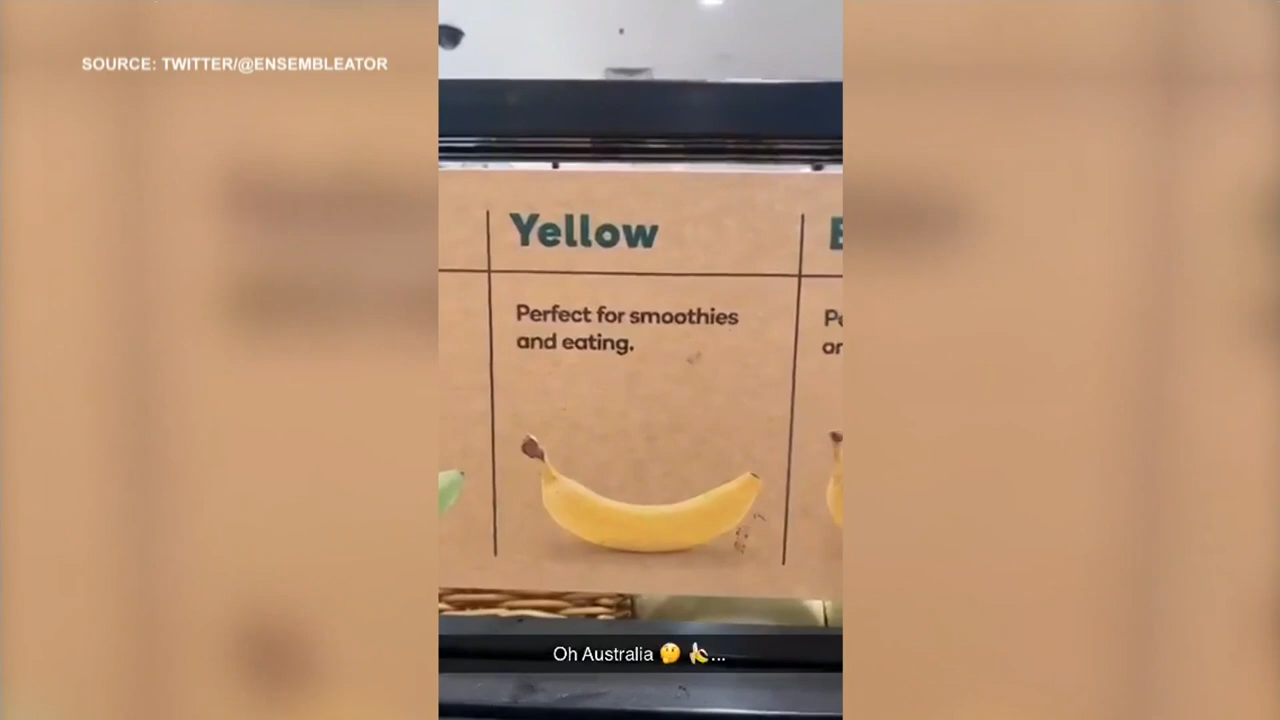 SOURCE: TWITTER/@ENSEMBLEATOR
Yellow
Perfect for smoothies
and eating.
Oh Australia 🤔 🍌...